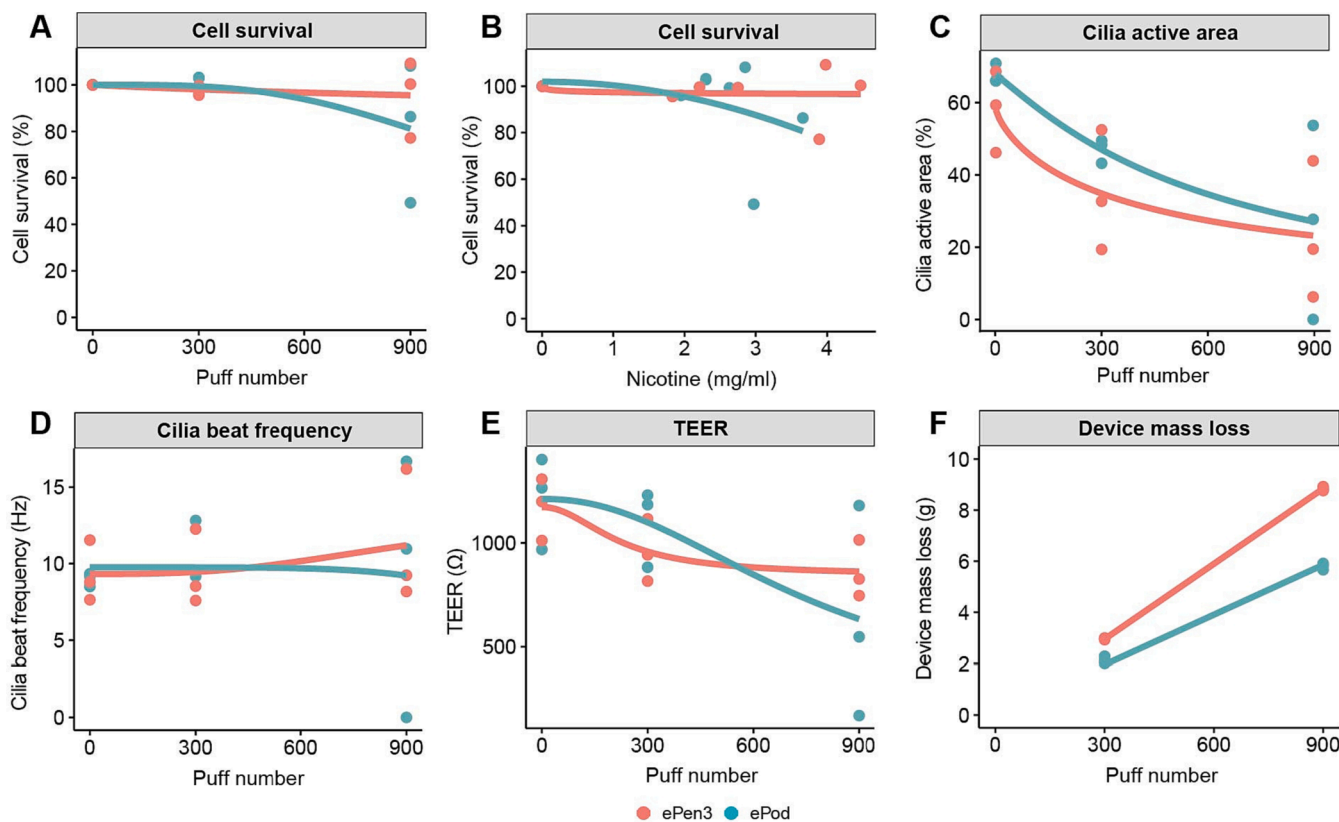 A
Cell survival
Cell survival (%)
100
80
60
40
20
0
0 300 600 900
Puff number
B
Cell survival
Cell survival (%)
100
80
60
40
20
0
0 1 2 3 4
Nicotine (mg/ml)
C
Cilia active area
Cilia active area (%)
60
40
20
0
0 300 600 900
Puff number
D
Cilia beat frequency
Cilia beat frequency (Hz)
15
10
5
0
0 300 600 900
Puff number
E
TEER
TEER (Ω)
1000
500
0 300 600 900
Puff number
F
Device mass loss
Device mass loss (g)
10
8
6
4
2
0
0 300 600 900
Puff number
ePen3 ePod